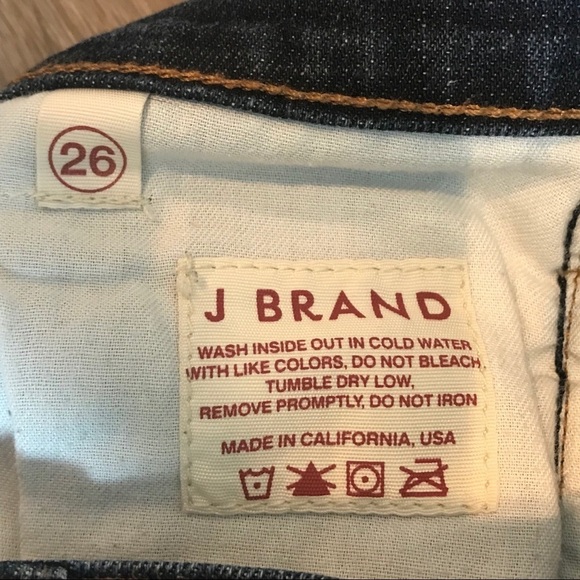 26
J BRAND
WASH INSIDE OUT IN COLD WATER
WITH LIKE COLORS, DO NOT BLEACH,
TUMBLE DRY LOW,
REMOVE PROMPTLY, DO NOT IRON
MADE IN CALIFORNIA, USA